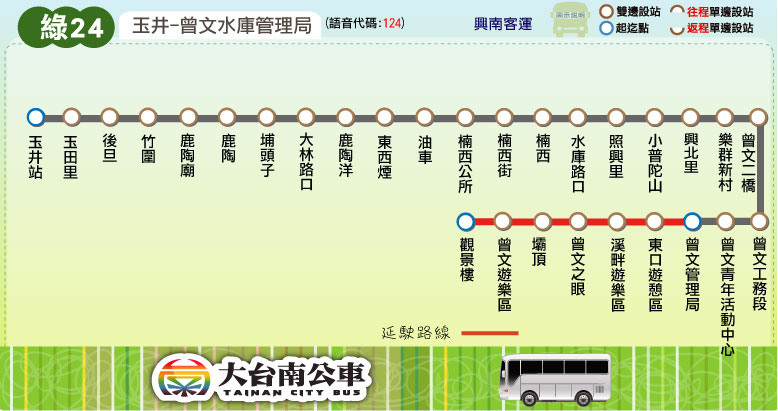 綠24
玉井-曾文水庫管理局
(語音代碼:124)
興南客運
圖示說明
雙邊設站
往程單邊設站
起迄點
返程單邊設站
玉井站
玉田里
後旦
竹圍
鹿陶廟
鹿陶
埔頭子
大林路口
鹿陶洋
東西煙
油車
楠西公所
楠西街
楠西
水庫路口
照興里
小普陀山
興北里
樂群新村
曾文二橋
觀景樓
曾文遊樂區
壩頂
曾文之眼
溪畔遊樂區
東口遊憩區
曾文管理局
曾文青年活動中心
曾文工務段
延駛路線
大台南公車
TAINAN CITY BUS